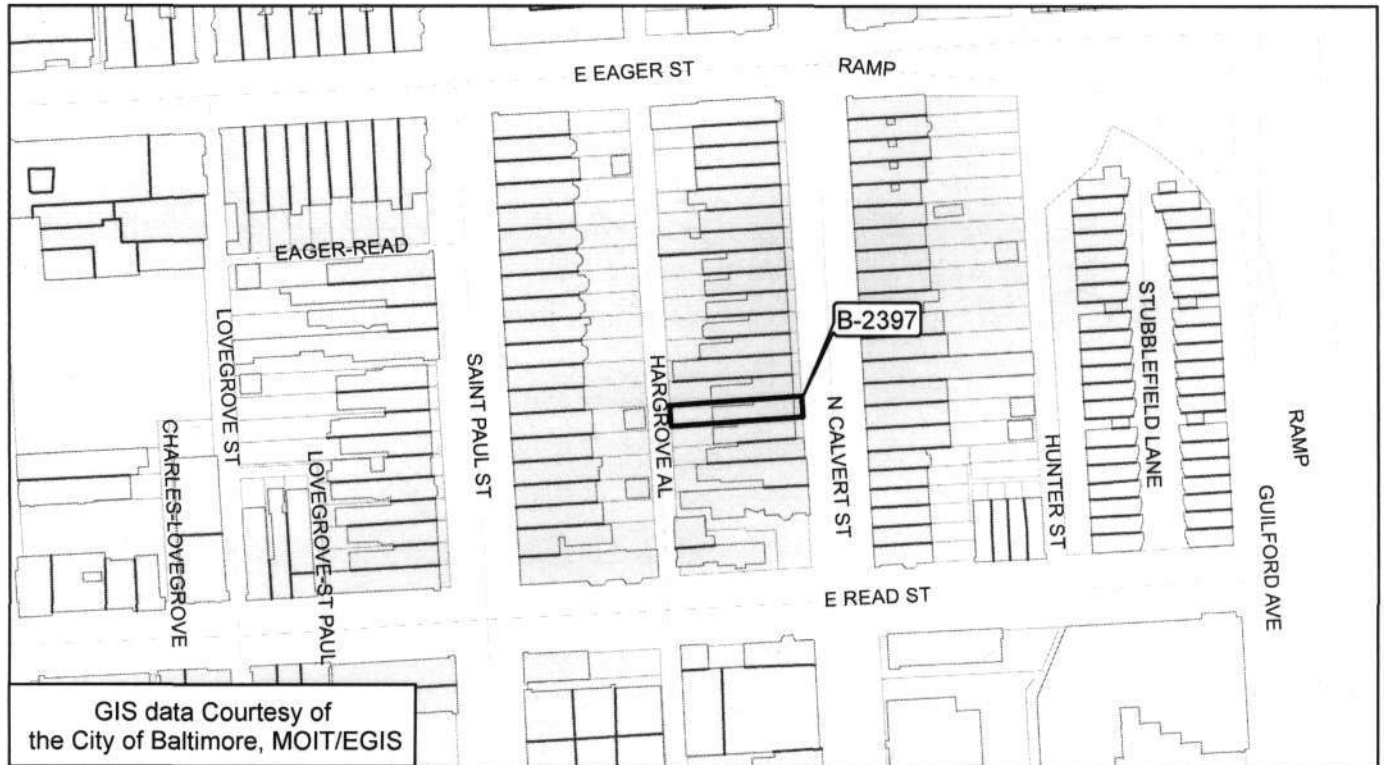 E EAGER ST
RAMP
EAGER-READ
B-2397
LOVEGROVE ST
SAINT PAUL ST
HARGROVE AL
N CALVERT ST
STUBBLEFIELD LANE
CHARLES-LOVEGROVE
LOVEGROVE-ST PAUL
HUNTER ST
RAMP
GUILFORD AVE
E READ ST
GIS data Courtesy of
the City of Baltimore, MOIT/EGIS